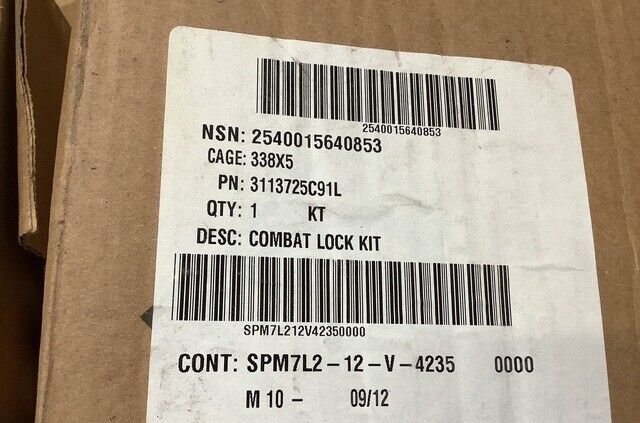 2540015640853
NSN: 2540015640853
CAGE: 338X5
PN: 3113725C91L
QTY: 1 KT
DESC: COMBAT LOCK KIT
SPM7L212V42350000
CONT: SPM7L2-12-V-4235 0000
M 10- 09/12